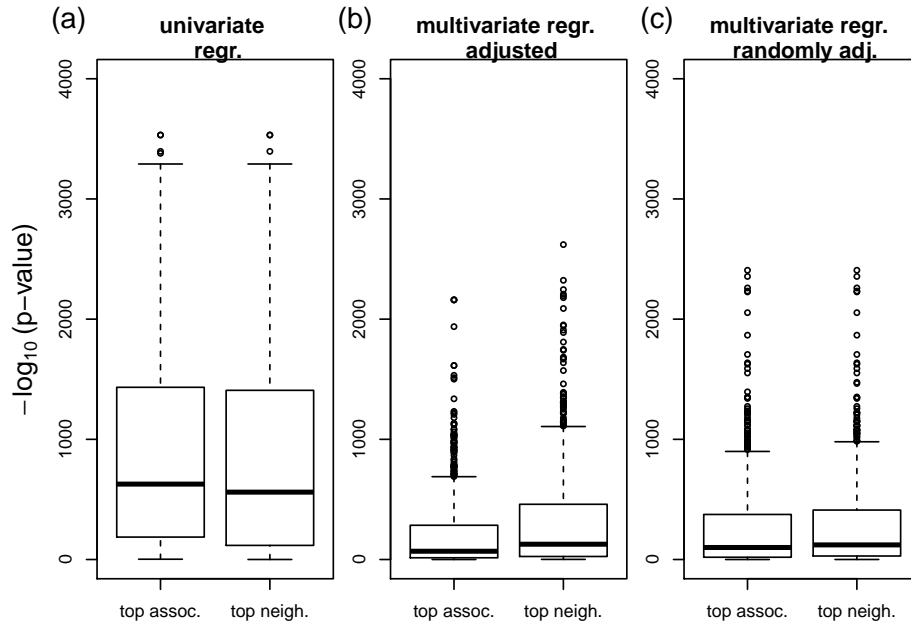 (a)
univariate
regr.
(b)
multivariate regr.
adjusted
(c)
multivariate regr.
randomly adj.
−log₁₀ (p−value)
4000
3000
2000
1000
0
4000
3000
2000
1000
0
4000
3000
2000
1000
0
top assoc. top neigh.
top assoc. top neigh.
top assoc. top neigh.